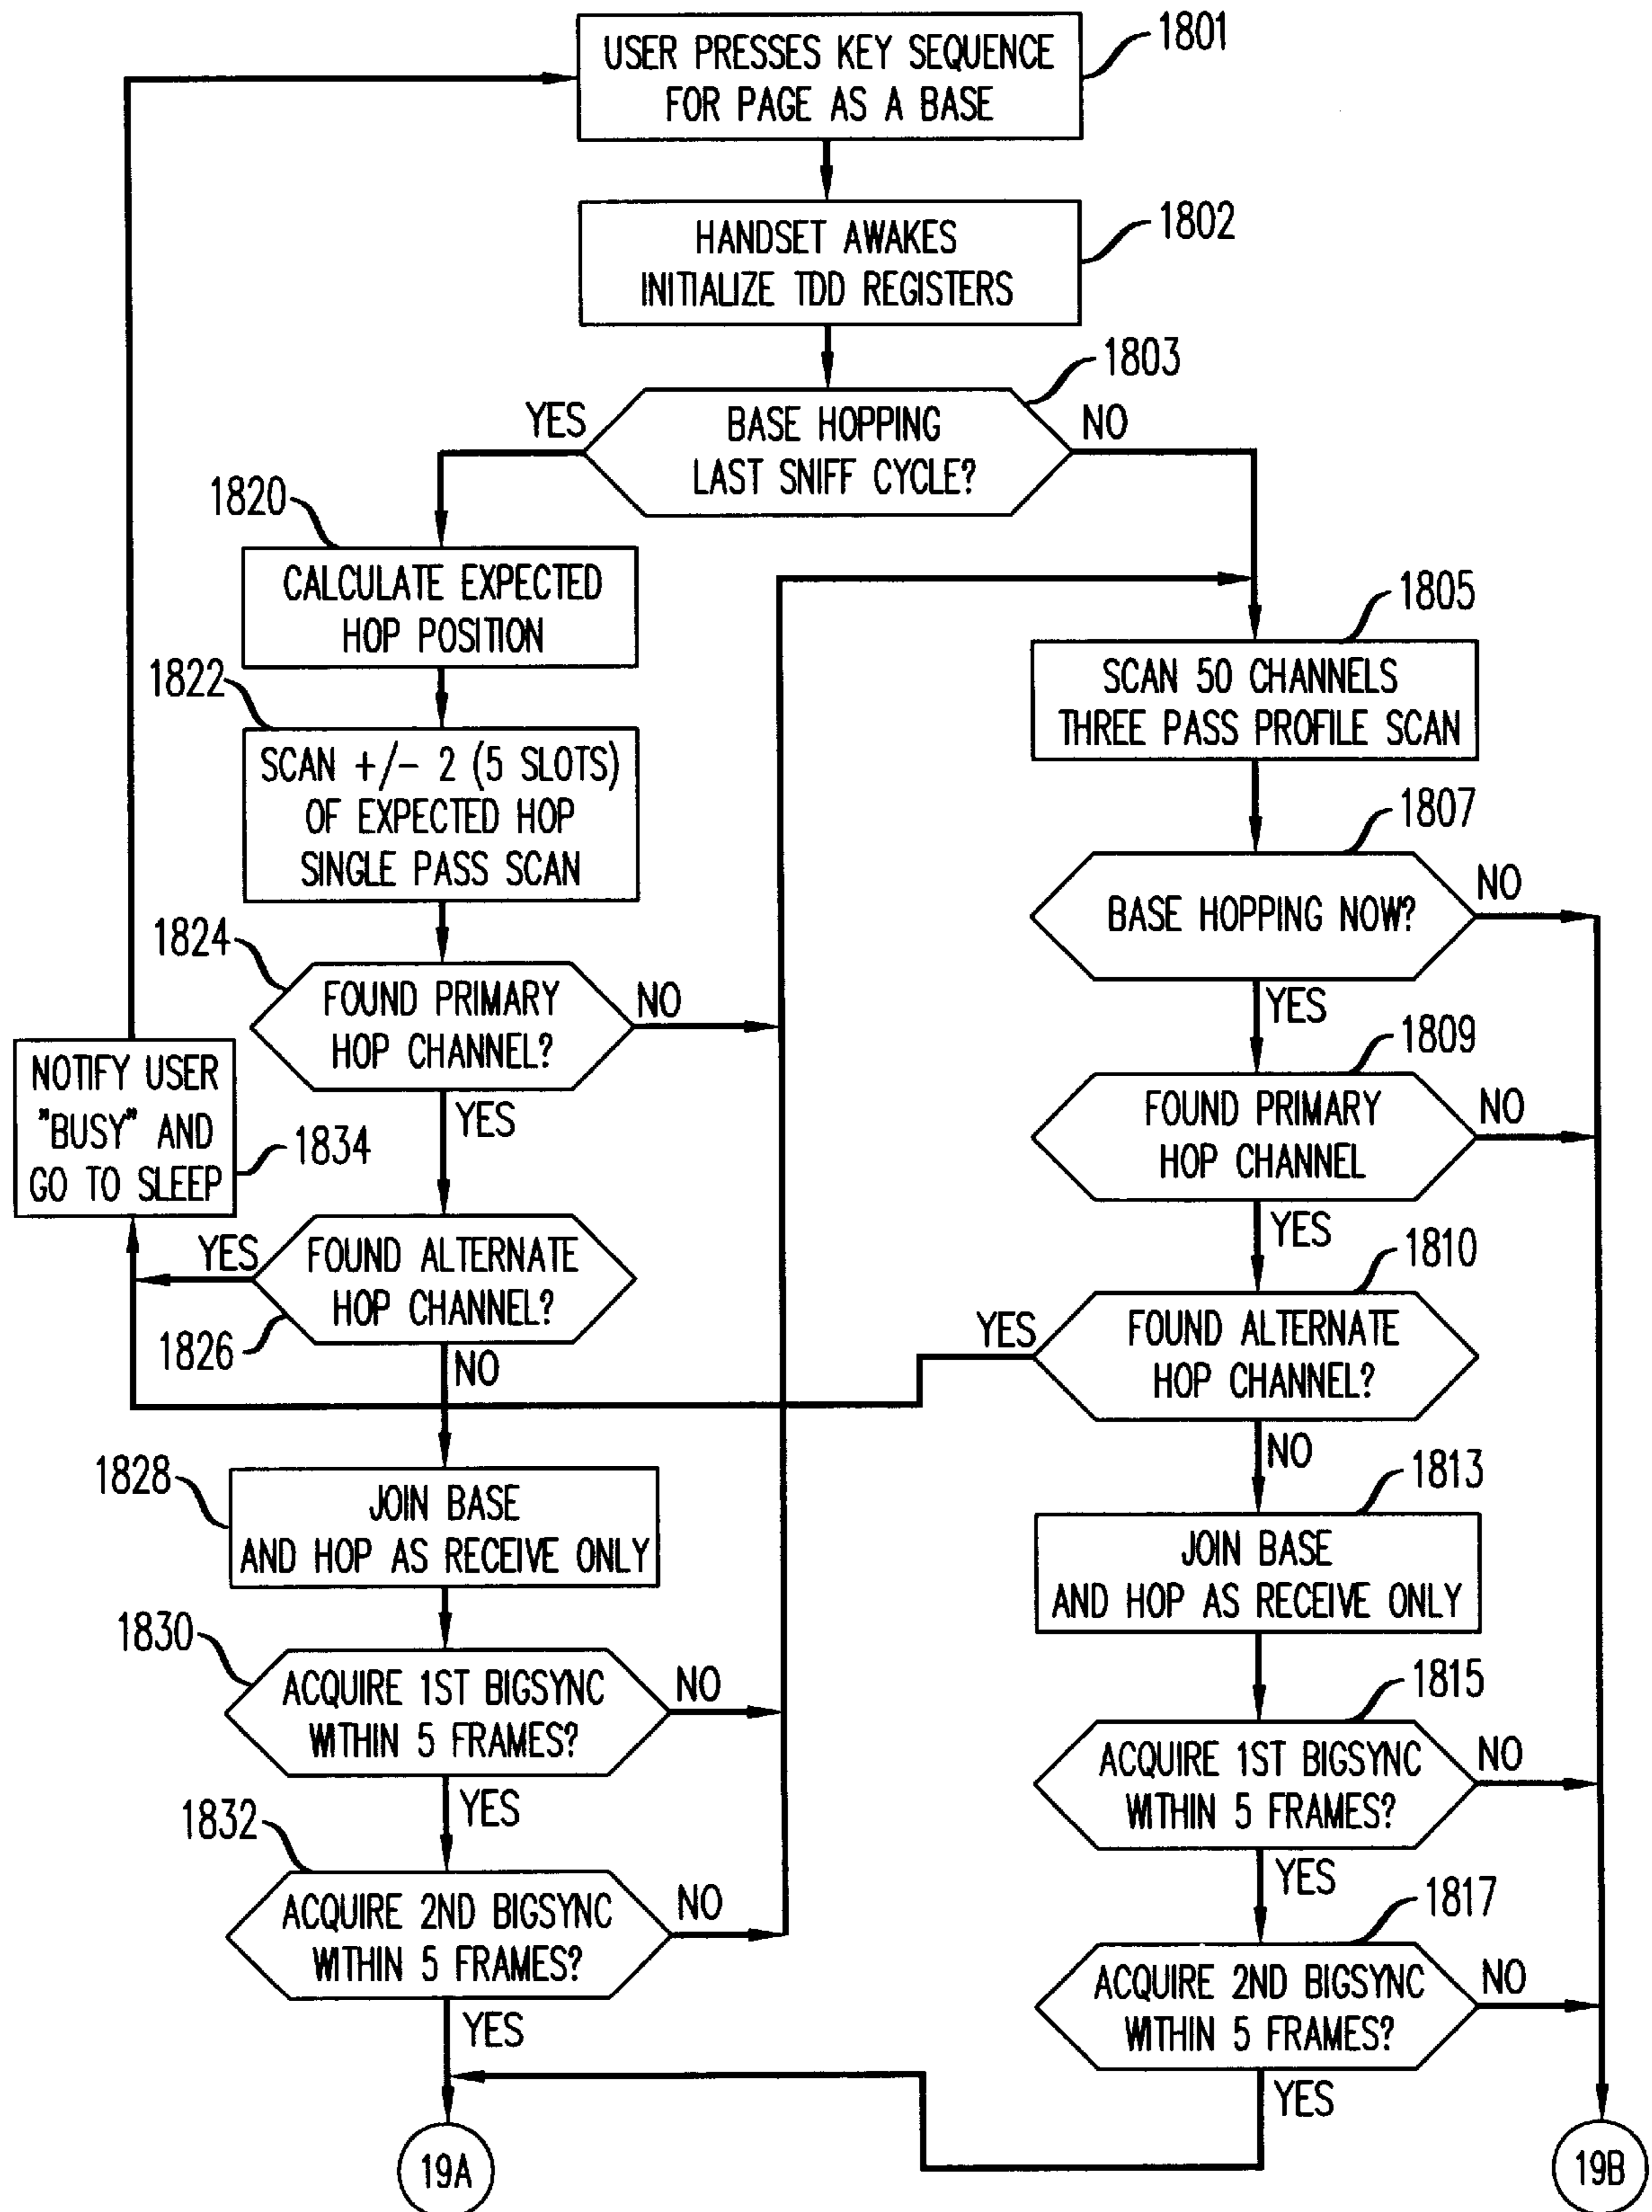 USER PRESSES KEY SEQUENCE
FOR PAGE AS A BASE
1801
HANDSET AWAKES
INITIALIZE TDD REGISTERS
1802
1803
YES
BASE HOPPING
LAST SNIFF CYCLE?
NO
1820
CALCULATE EXPECTED
HOP POSITION
1822
SCAN +/- 2 (5 SLOTS)
OF EXPECTED HOP
SINGLE PASS SCAN
1824
FOUND PRIMARY
HOP CHANNEL?
NO
YES
NOTIFY USER
"BUSY" AND
GO TO SLEEP
1834
YES
FOUND ALTERNATE
HOP CHANNEL?
1826
NO
1828
JOIN BASE
AND HOP AS RECEIVE ONLY
1830
ACQUIRE 1ST BIGSYNC
WITHIN 5 FRAMES?
NO
YES
1832
ACQUIRE 2ND BIGSYNC
WITHIN 5 FRAMES?
NO
YES
19A
1805
SCAN 50 CHANNELS
THREE PASS PROFILE SCAN
1807
BASE HOPPING NOW?
NO
YES
1809
FOUND PRIMARY
HOP CHANNEL
NO
YES
1810
YES
FOUND ALTERNATE
HOP CHANNEL?
NO
1813
JOIN BASE
AND HOP AS RECEIVE ONLY
1815
ACQUIRE 1ST BIGSYNC
WITHIN 5 FRAMES?
NO
YES
1817
ACQUIRE 2ND BIGSYNC
WITHIN 5 FRAMES?
NO
YES
19B